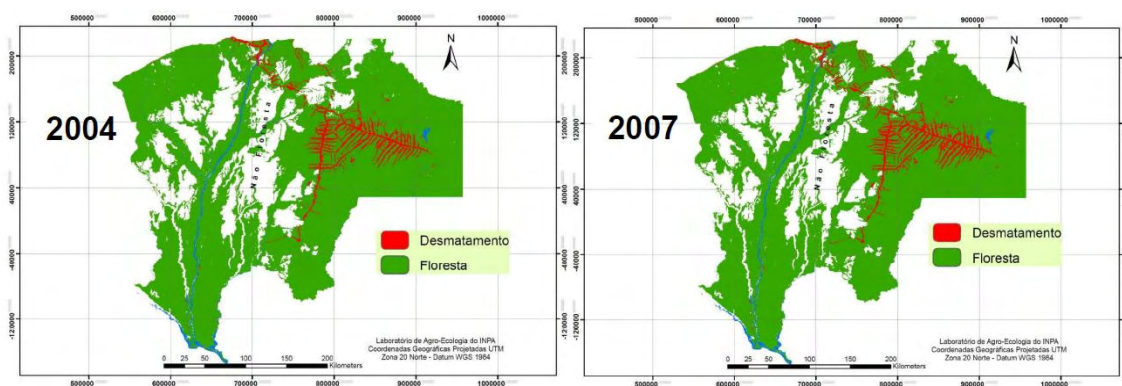 500000 600000 700000 800000 900000 1000000
200000
120000
40000
-40000
-120000
N
2004
Não Floresta
Desmatamento
Floresta
Laboratório de Agro-Ecologia do INPA
Coordenadas Geográficas Projetadas UTM
Zona 20 Norte - Datum WGS 1984
0 25 50 100 150 200
Kilometers
500000 600000 700000 800000 900000 1000000
500000 600000 700000 800000 900000 1000000
200000
120000
40000
-40000
-120000
N
2007
Não Floresta
Desmatamento
Floresta
Laboratório de Agro-Ecologia do INPA
Coordenadas Geográficas Projetadas UTM
Zona 20 Norte - Datum WGS 1984
0 25 50 100 150 200
Kilometers
500000 600000 700000 800000 900000 1000000